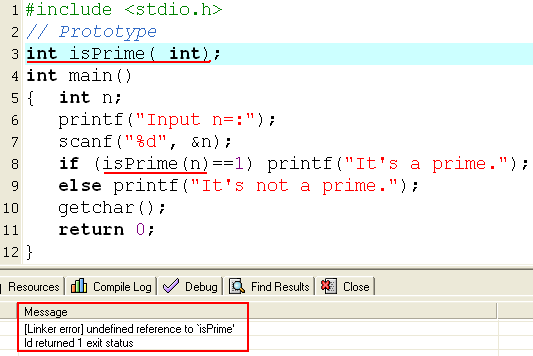 1 #include <stdio.h>
2 // Prototype
3 int isPrime( int);
4 int main()
5 { int n;
6 printf("Input n=:");
7 scanf("%d", &n);
8 if (isPrime(n)==1) printf("It's a prime.");
9 else printf("It's not a prime.");
10 getchar();
11 return 0;
12 }
Resources Compile Log Debug Find Results Close
Message
[Linker error] undefined reference to `isPrime'
ld returned 1 exit status